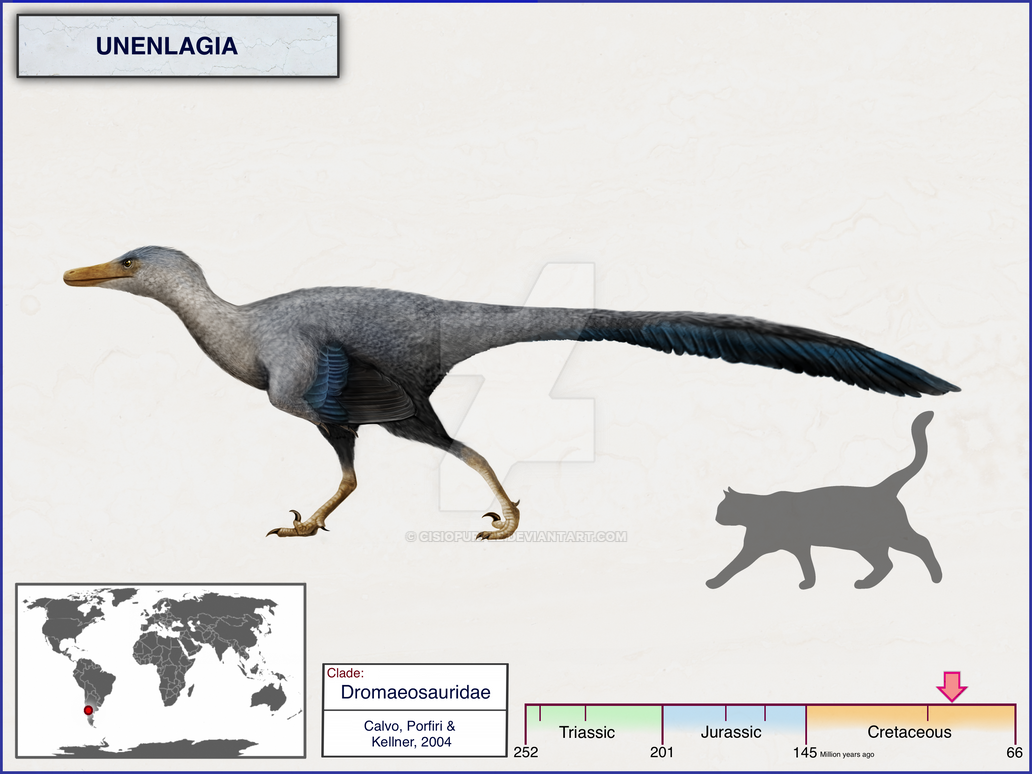 UNENLAGIA
Clade:
Dromaeosauridae
Calvo, Porfiri &
Kellner, 2004
Triassic
Jurassic
Cretaceous
252
201
145 Million years ago
66